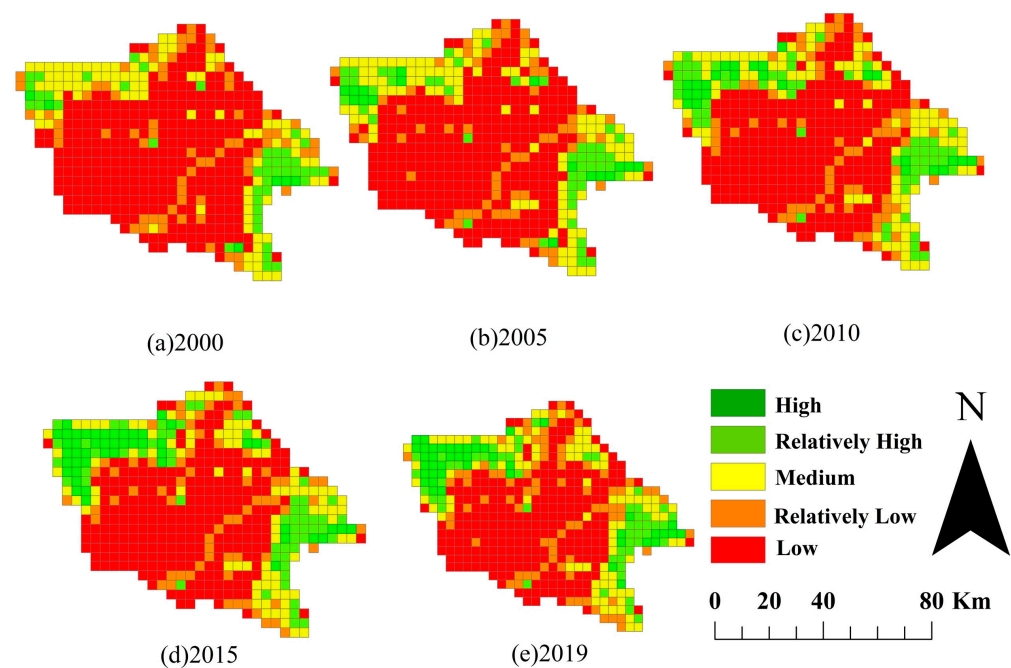 (a)2000
(b)2005
(c)2010
(d)2015
(e)2019
High
Relatively High
Medium
Relatively Low
Low
N
0 20 40 80 Km